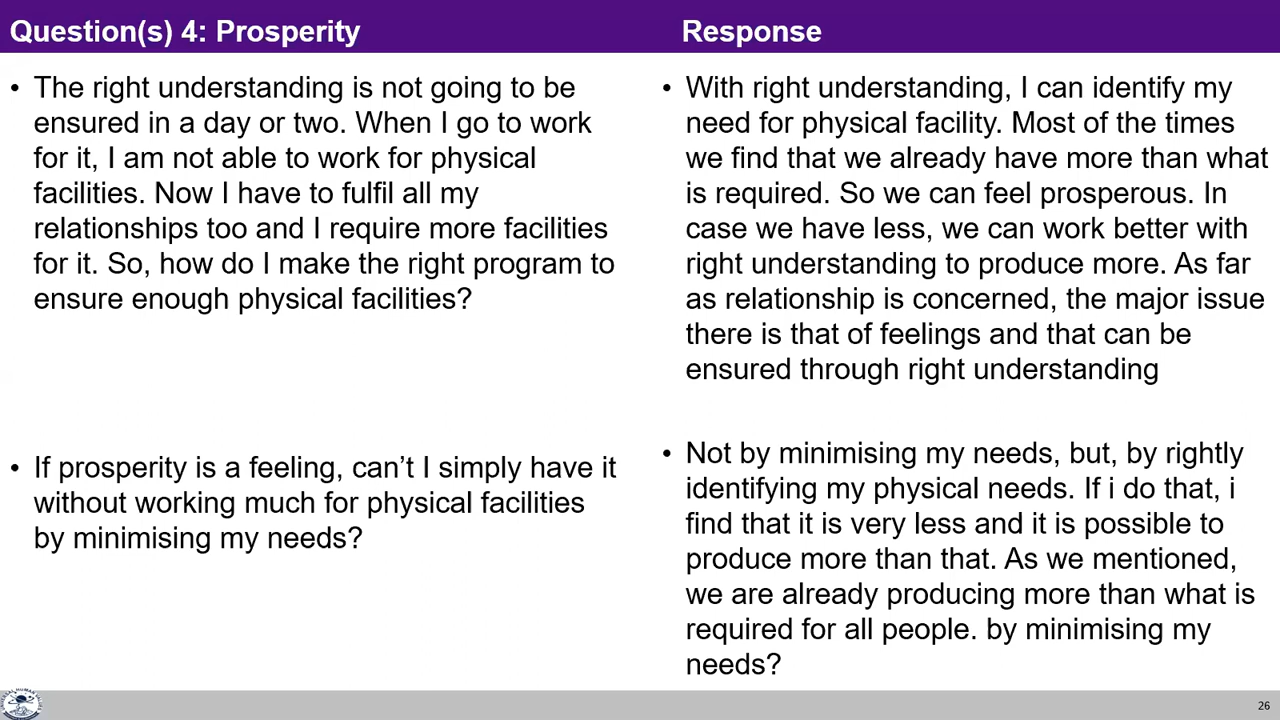 Question(s) 4: Prosperity
Response
• The right understanding is not going to be
ensured in a day or two. When I go to work
for it, I am not able to work for physical
facilities. Now I have to fulfil all my
relationships too and I require more facilities
for it. So, how do I make the right program to
ensure enough physical facilities?
• With right understanding, I can identify my
need for physical facility. Most of the times
we find that we already have more than what
is required. So we can feel prosperous. In
case we have less, we can work better with
right understanding to produce more. As far
as relationship is concerned, the major issue
there is that of feelings and that can be
ensured through right understanding
• If prosperity is a feeling, can’t I simply have it
without working much for physical facilities
by minimising my needs?
• Not by minimising my needs, but, by rightly
identifying my physical needs. If i do that, i
find that it is very less and it is possible to
produce more than that. As we mentioned,
we are already producing more than what is
required for all people. by minimising my
needs?
26